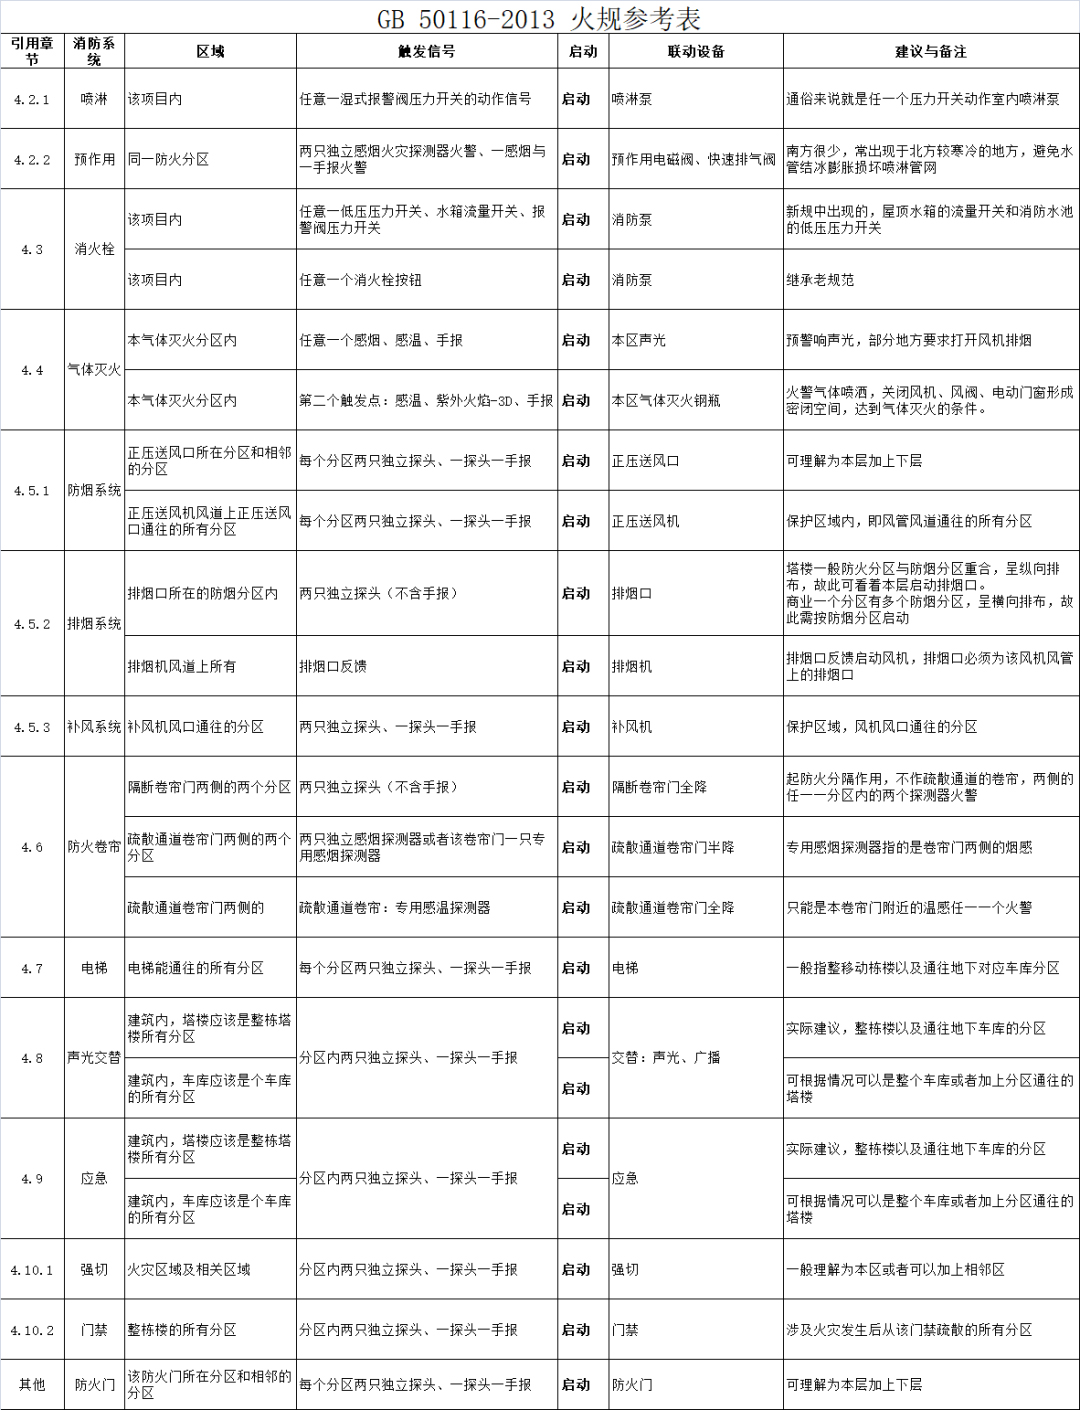 GB 50116-2013 火规参考表
引用章
节
消防系
统
区域
触发信号
启动
联动设备
建议与备注
4.2.1
喷淋
该项目内
任意一湿式报警阀压力开关的动作信号
启动
喷淋泵
通俗来说就是任一个压力开关动作室内喷淋泵
4.2.2
预作用
同一防火分区
两只独立感烟火灾探测器火警、一感烟与
一手报火警
启动
预作用电磁阀、快速排气阀
南方很少，常出现于北方较寒冷的地方，避免水
管结冰膨胀损坏喷淋管网
4.3
消火栓
该项目内
任意一低压压力开关、水箱流量开关、报
警阀压力开关
启动
消防泵
新规中出现的，屋顶水箱的流量开关和消防水池
的低压压力开关
该项目内
任意一个消火栓按钮
启动
消防泵
继承老规范
4.4
气体灭火
本气体灭火分区内
任意一个感烟、感温、手报
启动
本区声光
预警响声光，部分地方要求打开风机排烟
本气体灭火分区内
第二个触发点：感温、紫外火焰-3D、手报
启动
本区气体灭火钢瓶
火警气体喷洒，关闭风机、风阀、电动门窗形成
密闭空间，达到气体灭火的条件。
4.5.1
防烟系统
正压送风口所在分区和相邻
的分区
每个分区两只独立探头、一探头一手报
启动
正压送风口
可理解为本层加上下层
正压送风机风道上正压送风
口通往的所有分区
每个分区两只独立探头、一探头一手报
启动
正压送风机
保护区域内，即风管风道通往的所有分区
4.5.2
排烟系统
排烟口所在的防烟分区内
两只独立探头（不含手报）
启动
排烟口
塔楼一般防火分区与防烟分区重合，呈纵向排
布，故此可看着本层启动排烟口。
商业一个分区有多个防烟分区，呈横向排布，故
此需按防烟分区启动
排烟机风道上所有
排烟口反馈
启动
排烟机
排烟口反馈启动风机，排烟口必须为该风机风管
上的排烟口
4.5.3
补风系统
补风机风口通往的分区
两只独立探头、一探头一手报
启动
补风机
保护区域，风机风口通往的分区
4.6
防火卷帘
隔断卷帘门两侧的两个分区
两只独立探头（不含手报）
启动
隔断卷帘门全降
起防火分隔作用，不作疏散通道的卷帘，两侧的
任一一分区内的两个探测器火警
疏散通道卷帘门两侧的两个
分区
两只独立感烟探测器或者该卷帘门一只专
用感烟探测器
启动
疏散通道卷帘门半降
专用感烟探测器指的是卷帘门两侧的烟感
疏散通道卷帘门两侧的
疏散通道卷帘：专用感温探测器
启动
疏散通道卷帘门全降
只能是本卷帘门附近的温感任一一个火警
4.7
电梯
电梯能通往的所有分区
每个分区两只独立探头、一探头一手报
启动
电梯
一般指整移动栋楼以及通往地下对应车库分区
4.8
声光交替
建筑内，塔楼应该是整栋塔
楼所有分区
分区内两只独立探头、一探头一手报
启动
交替：声光、广播
实际建议，整栋楼以及通往地下车库的分区
建筑内，车库应该是个车库
的所有分区
启动
可根据情况可以是整个车库或者加上分区通往的
塔楼
4.9
应急
建筑内，塔楼应该是整栋塔
楼所有分区
分区内两只独立探头、一探头一手报
启动
应急
实际建议，整栋楼以及通往地下车库的分区
建筑内，车库应该是个车库
的所有分区
启动
可根据情况可以是整个车库或者加上分区通往的
塔楼
4.10.1
强切
火灾区域及相关区域
分区内两只独立探头、一探头一手报
启动
强切
一般理解为本区或者可以加上相邻区
4.10.2
门禁
整栋楼的所有分区
分区内两只独立探头、一探头一手报
启动
门禁
涉及火灾发生后从该门禁疏散的所有分区
其他
防火门
该防火门所在分区和相邻的
分区
每个分区两只独立探头、一探头一手报
启动
防火门
可理解为本层加上下层